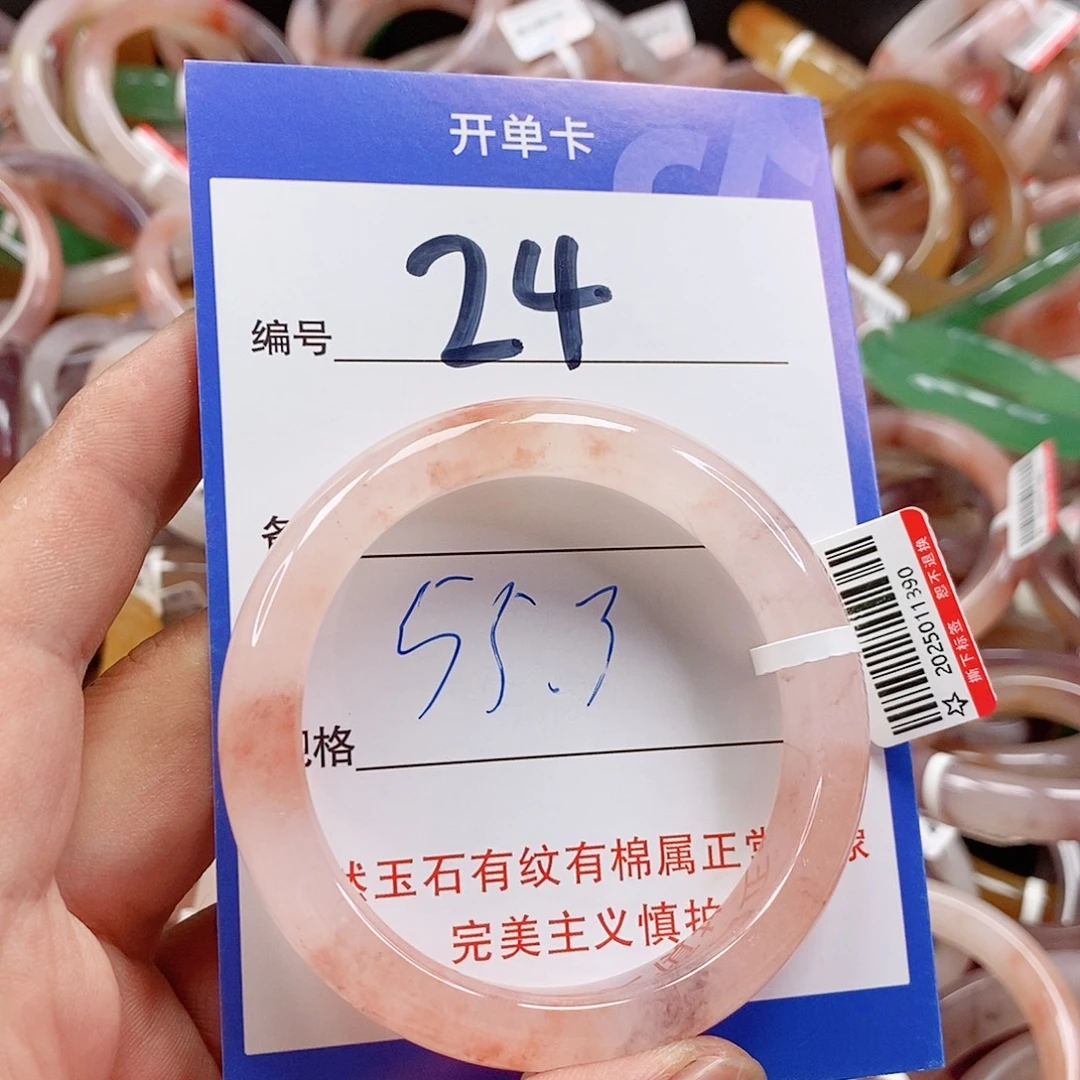 开单卡
编号 24
55.3
格
玉石有纹有棉属正
完美主义慎拍
2025011390
撕下标签 恕不退换